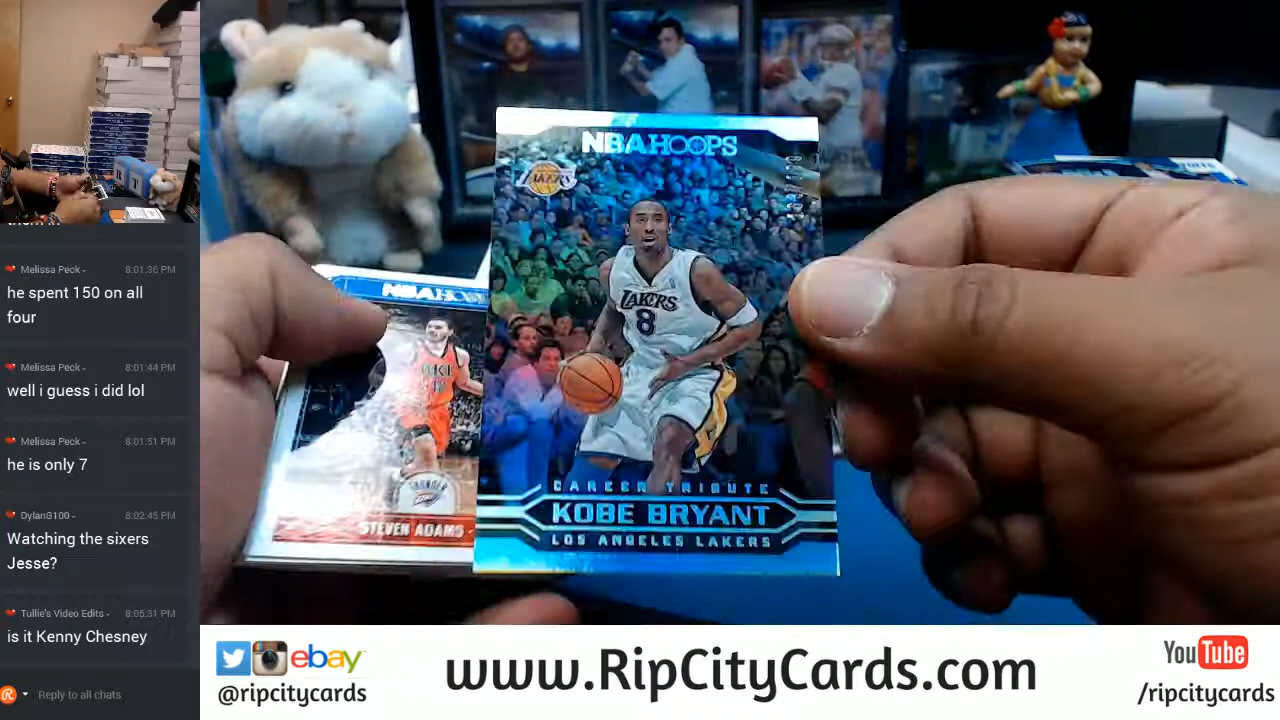 Melissa Peck - 8:01:36 PM
he spent 150 on all
four
Melissa Peck - 8:01:44 PM
well i guess i did lol
Melissa Peck - 8:01:51 PM
he is only 7
DylanG100 - 8:02:45 PM
Watching the sixers
Jesse?
Tullie's Video Edits - 8:05:31 PM
is it Kenny Chesney
Reply to all chats
NBA HOOPS
LAKERS
LAKERS
8
CAREER TRIBUTE
KOBE BRYANT
LOS ANGELES LAKERS
THUNDER
STEVEN ADAMS
ebay
@ripcitycards
www.RipCityCards.com
YouTube
/ripcitycards